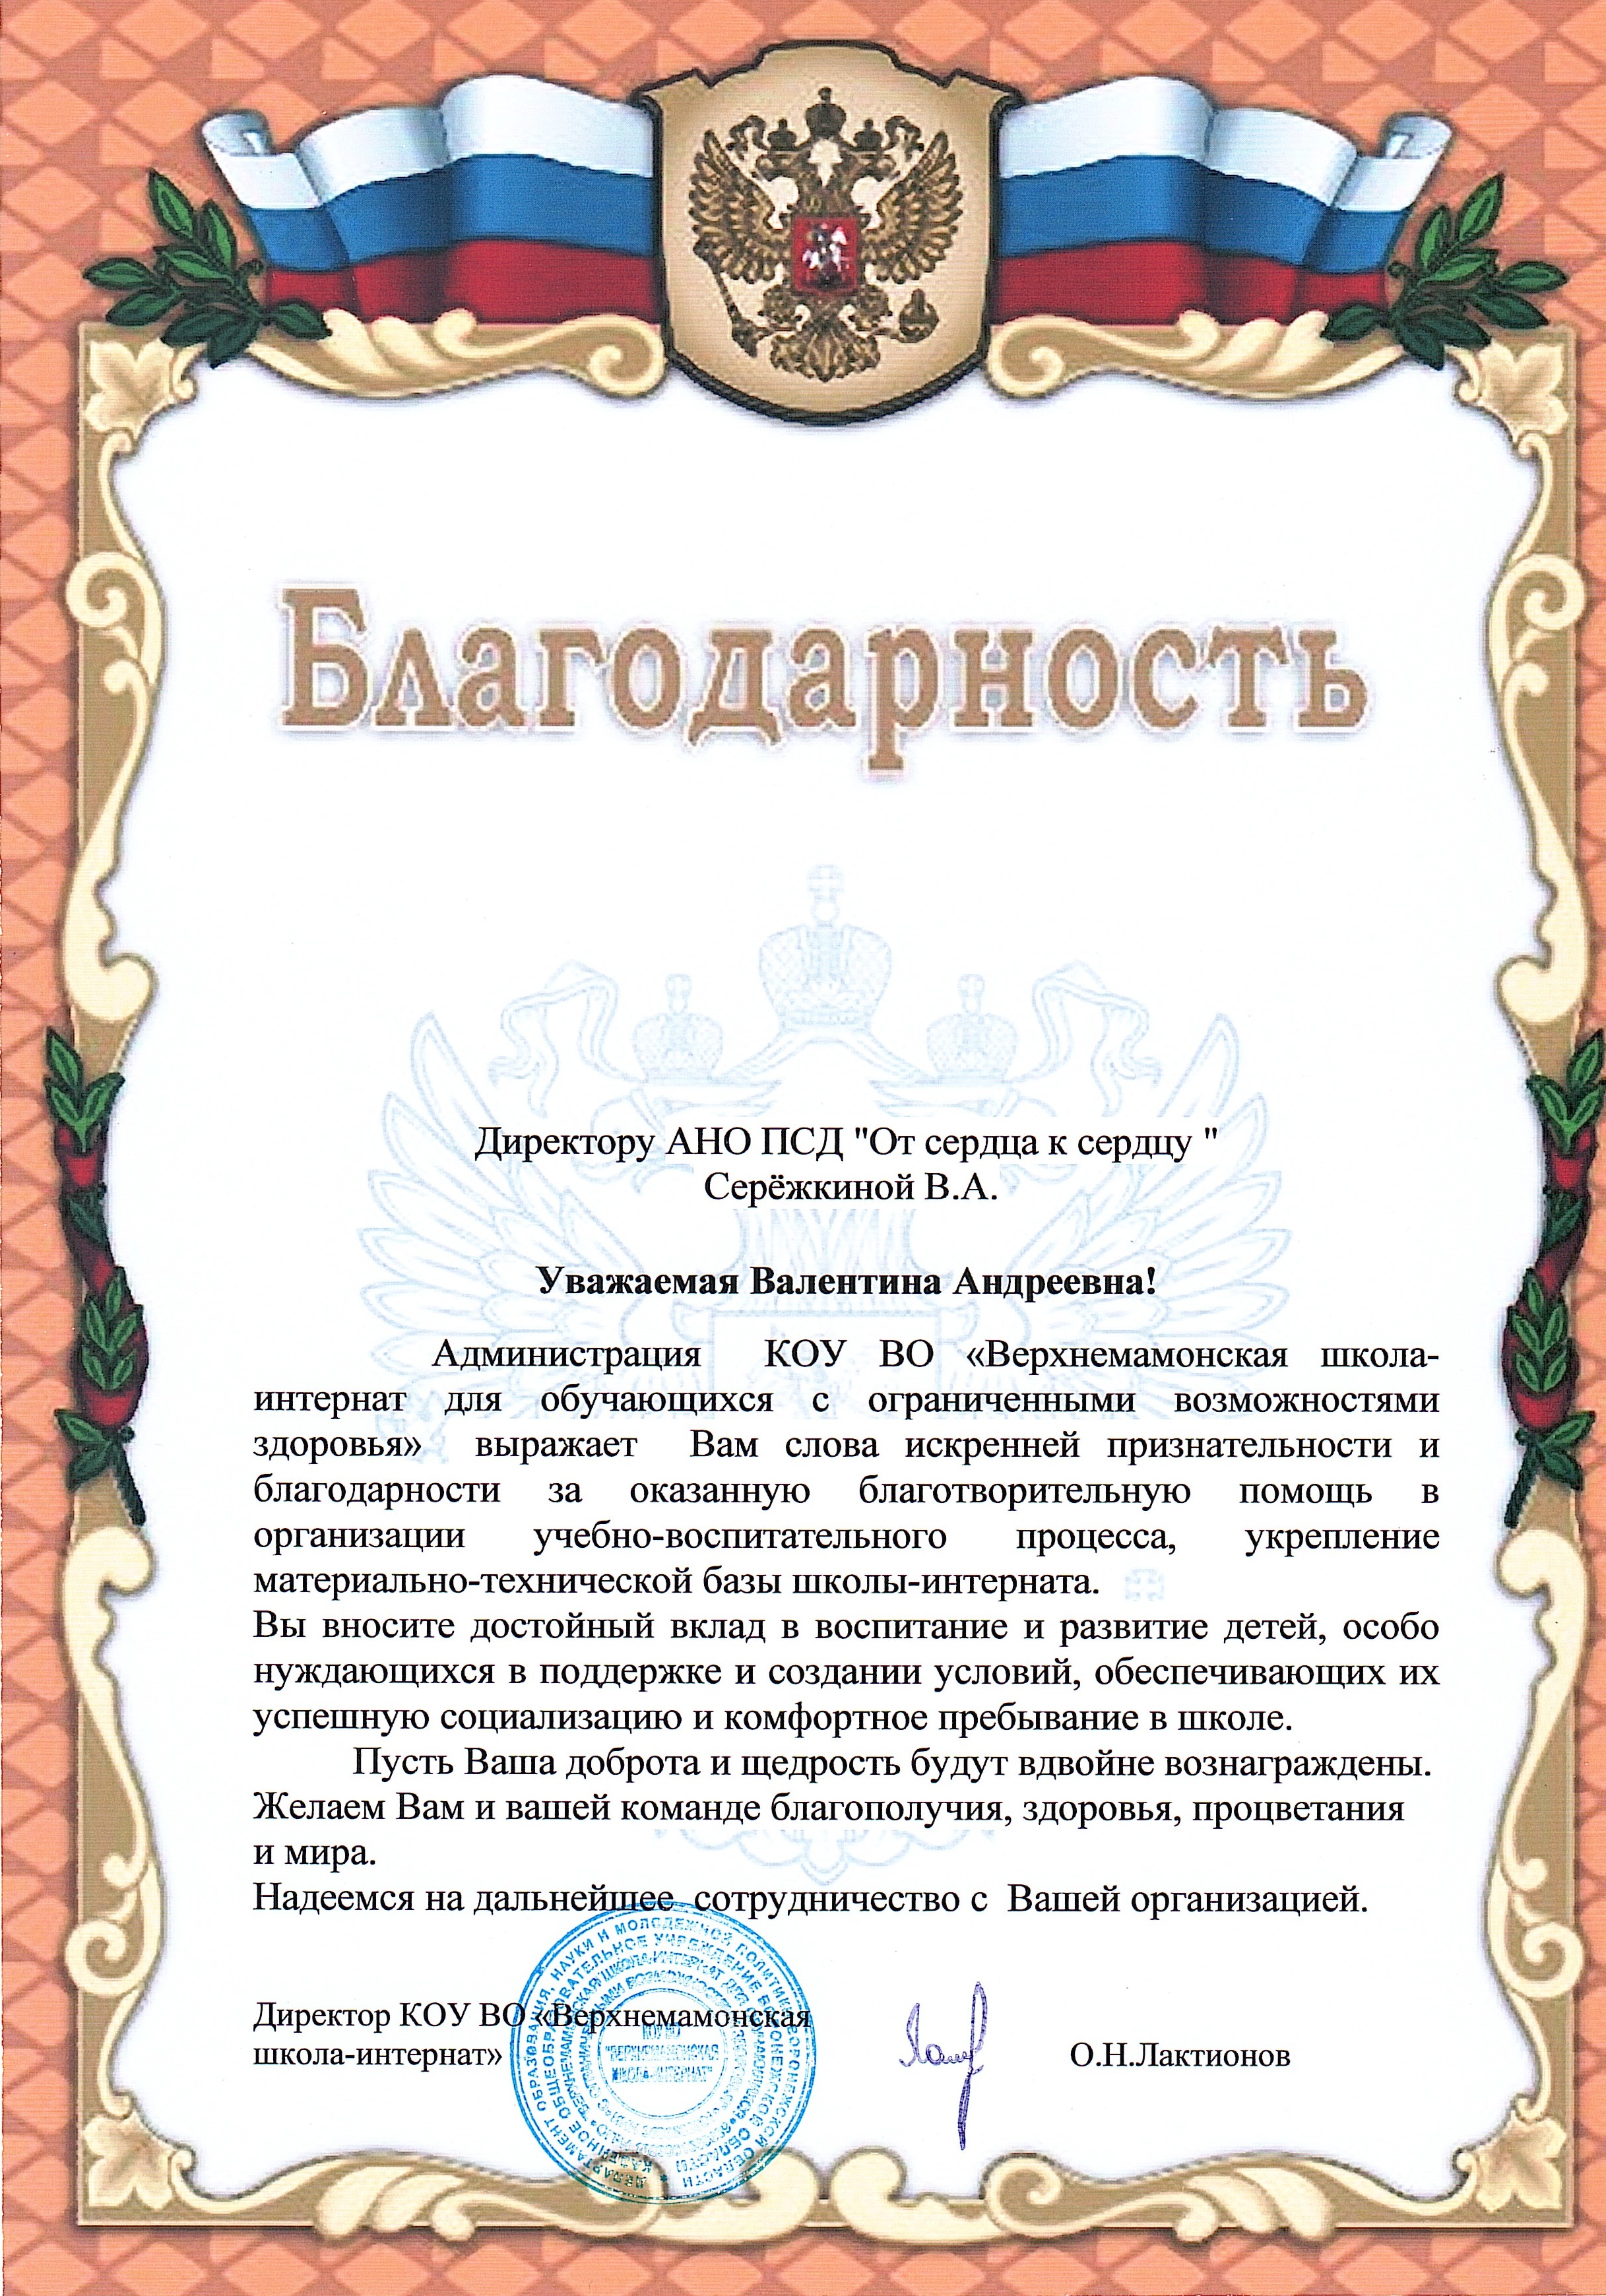 Благодарность
Директору АНО ПСД "От сердца к сердцу "
Серёжкиной В.А.
Уважаемая Валентина Андреевна!
Администрация КОУ ВО «Верхнемамонская школа-
интернат для обучающихся с ограниченными возможностями
здоровья» выражает Вам слова искренней признательности и
благодарности за оказанную благотворительную помощь в
организации учебно-воспитательного процесса, укрепление
материально-технической базы школы-интерната.
Вы вносите достойный вклад в воспитание и развитие детей, особо
нуждающихся в поддержке и создании условий, обеспечивающих их
успешную социализацию и комфортное пребывание в школе.
Пусть Ваша доброта и щедрость будут вдвойне вознаграждены.
Желаем Вам и вашей команде благополучия, здоровья, процветания
и мира.
Надеемся на дальнейшее сотрудничество с Вашей организацией.
Директор КОУ ВО «Верхнемамонская
школа-интернат»
О.Н.Лактионов
ДЕПАРТАМЕНТ ОБРАЗОВАНИЯ, НАУКИ И МОЛОДЕЖНОЙ ПОЛИТИКИ ВОРОНЕЖСКОЙ ОБЛАСТИ
КАЗЕННОЕ ОБЩЕОБРАЗОВАТЕЛЬНОЕ УЧРЕЖДЕНИЕ ВОРОНЕЖСКОЙ ОБЛАСТИ
КОУ ВО
"ВЕРХНЕМАМОНСКАЯ
ШКОЛА-ИНТЕРНАТ"